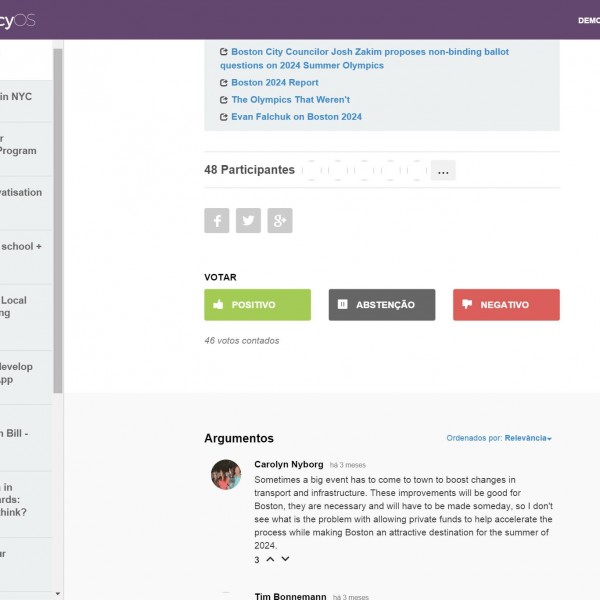 cyOS
DEMO
in NYC
r
Program
vatisation
school +
Local
ng
develop
App
n Bill -
n in
ards:
think?
ur
Boston City Councilor Josh Zakim proposes non-binding ballot
questions on 2024 Summer Olympics
Boston 2024 Report
The Olympics That Weren't
Evan Falchuk on Boston 2024
48 Participantes
...
VOTAR
POSITIVO
ABSTENÇÃO
NEGATIVO
46 votos contados
Argumentos
Ordenados por: Relevância
Carolyn Nyborg há 3 meses
Sometimes a big event has to come to town to boost changes in
transport and infrastructure. These improvements will be good for
Boston, they are necessary and will have to be made someday, so I don't
see what is the problem with allowing private funds to help accelerate the
process while making Boston an attractive destination for the summer of
2024.
3
Tim Bonnemann há 3 meses